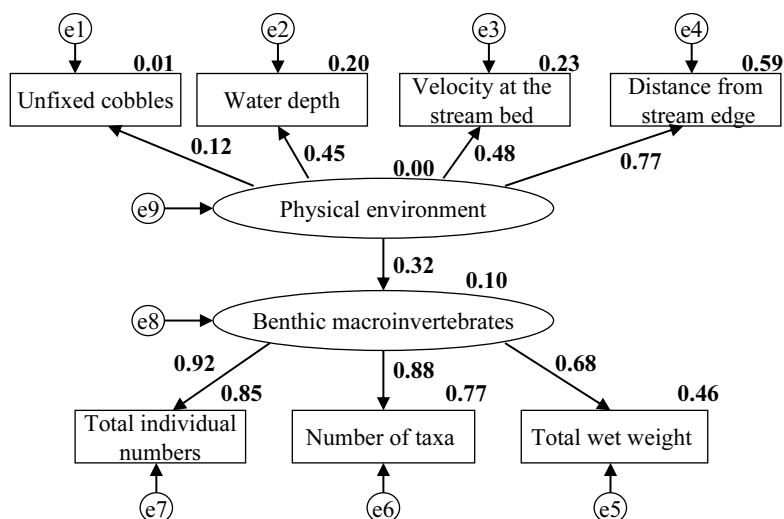 e1
e2
e3
e4
0.01
0.20
0.23
0.59
Unfixed cobbles
Water depth
Velocity at the
stream bed
Distance from
stream edge
0.12
0.45
0.48
0.77
0.00
e9
Physical environment
0.32
0.10
e8
Benthic macroinvertebrates
0.92
0.88
0.68
0.85
0.77
0.46
Total individual
numbers
Number of taxa
Total wet weight
e7
e6
e5